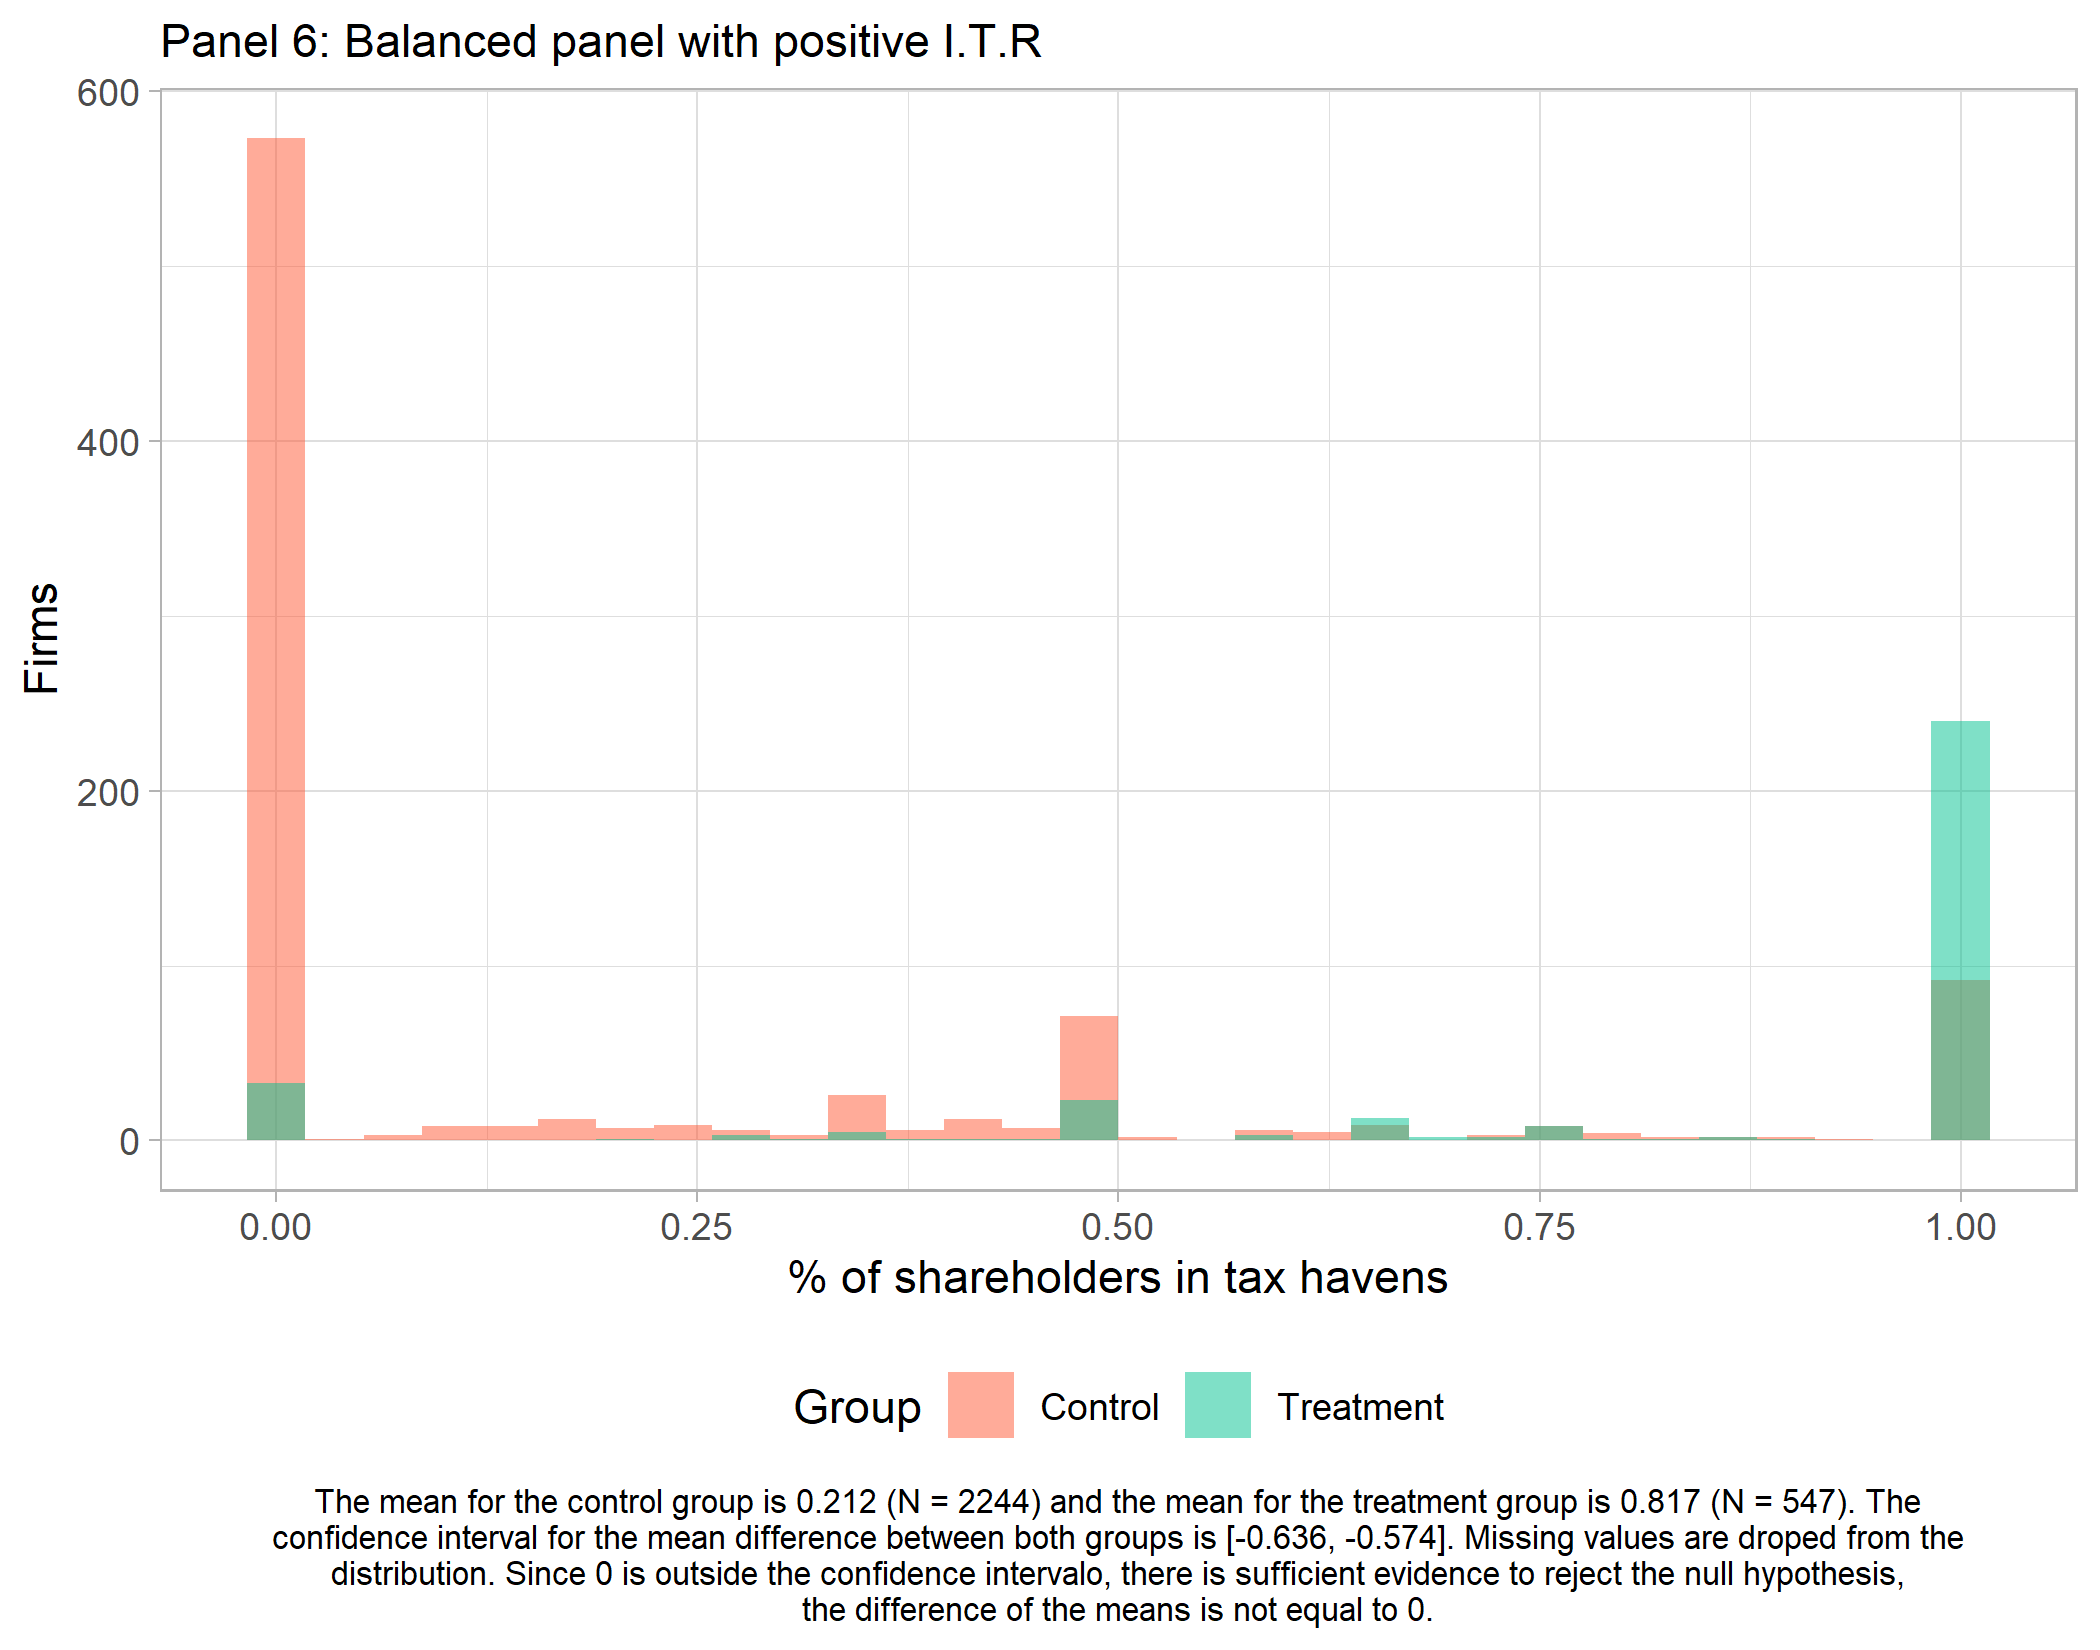 Panel 6: Balanced panel with positive I.T.R
600
400
200
0
Firms
0.00
0.25
0.50
0.75
1.00
% of shareholders in tax havens
Group
Control
Treatment
The mean for the control group is 0.212 (N = 2244) and the mean for the treatment group is 0.817 (N = 547). The
confidence interval for the mean difference between both groups is [-0.636, -0.574]. Missing values are droped from the
distribution. Since 0 is outside the confidence intervalo, there is sufficient evidence to reject the null hypothesis,
the difference of the means is not equal to 0.